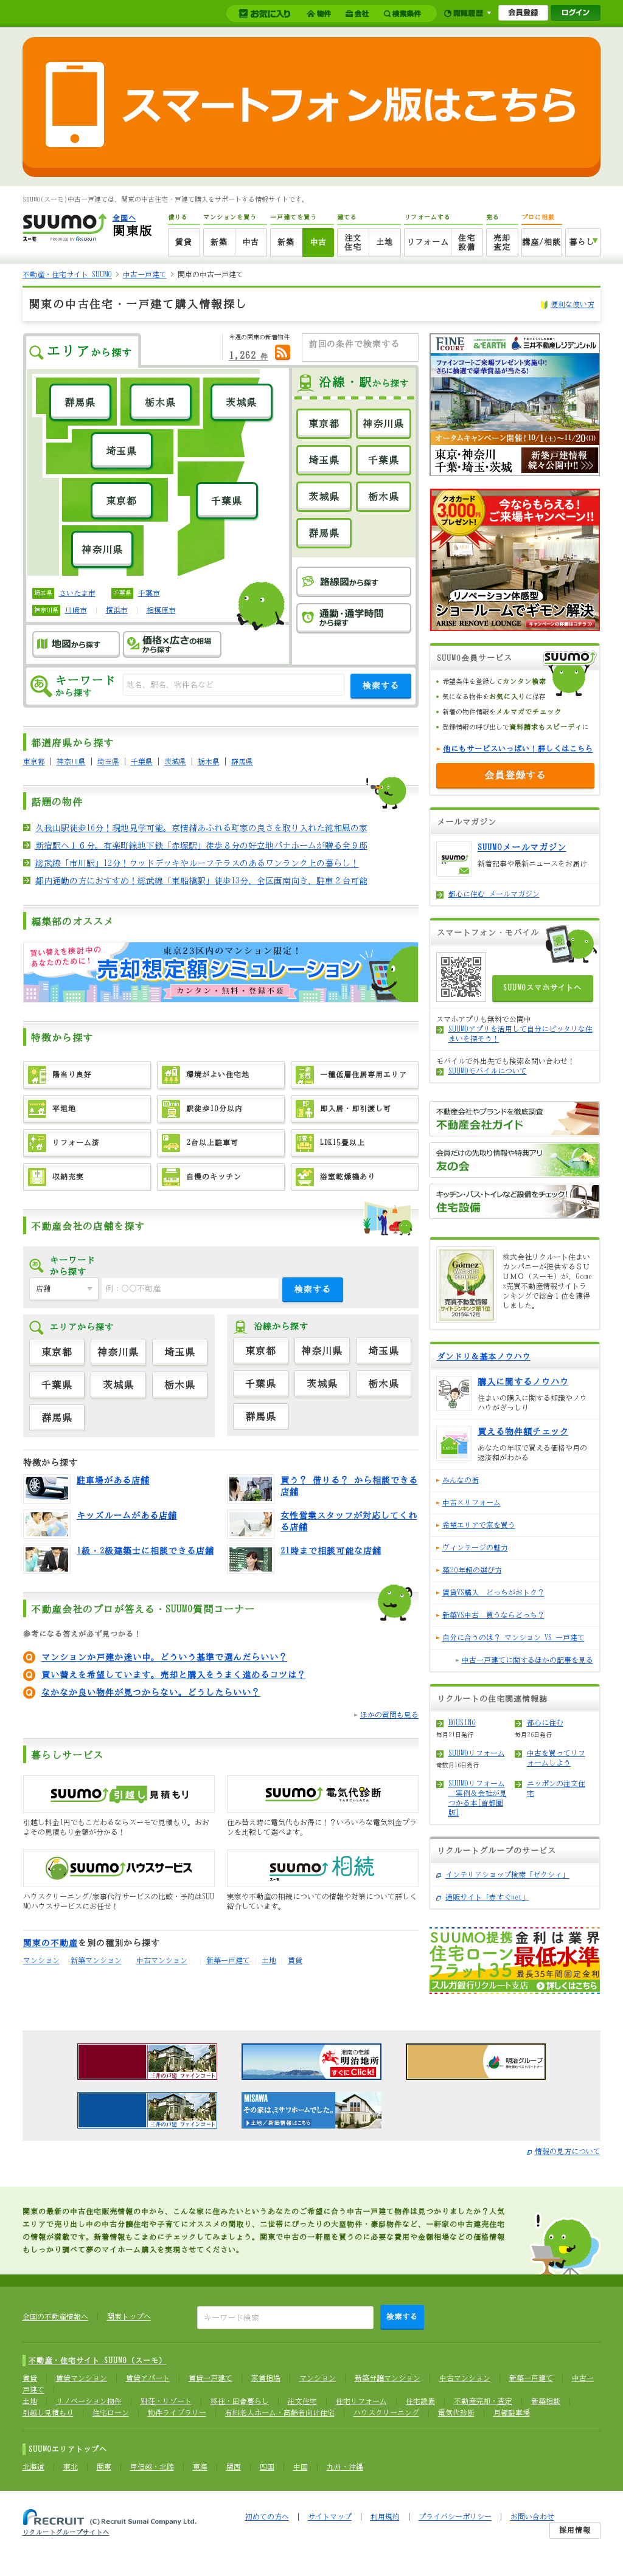 お気に入り 物件 会社 検索条件 閲覧履歴 会員登録 ログイン
スマートフォン版はこちら
SUUMO(スーモ)中古一戸建ては、関東の中古住宅・戸建て購入をサポートする情報サイトです。
SUUMO スーモ 全国へ 関東版
借りる マンションを買う 一戸建てを買う 建てる リフォームする 売る プロに相談
賃貸 新築 中古 新築 中古 注文住宅 土地 リフォーム 住宅設備 売却査定 講座/相談 暮らし
不動産・住宅サイト SUUMO > 中古一戸建て > 関東の中古一戸建て
関東の中古住宅・一戸建て購入情報探し
便利な使い方
エリアから探す
今週の関東の新着物件
1,262 件
前回の条件で検索する
群馬県 栃木県 茨城県
埼玉県
東京都 千葉県
神奈川県
埼玉県 さいたま市 千葉県 千葉市
神奈川県 川崎市 横浜市 相模原市
地図から探す
価格×広さの相場から探す
沿線・駅から探す
東京都 神奈川県
埼玉県 千葉県
茨城県 栃木県
群馬県
路線図から探す
通勤・通学時間から探す
キーワードから探す
地名、駅名、物件名など
検索する
都道府県から探す
東京都 | 神奈川県 | 埼玉県 | 千葉県 | 茨城県 | 栃木県 | 群馬県
話題の物件
久我山駅徒歩16分！現地見学可能。京情緒あふれる町家の良さを取り入れた純和風の家
新宿駅へ１６分。有楽町線地下鉄「赤塚駅」徒歩８分の好立地パナホームが贈る全９邸
総武線「市川駅」12分！ウッドデッキやルーフテラスのあるワンランク上の暮らし！
都内通勤の方におすすめ！総武線「東船橋駅」徒歩13分、全区画南向き、駐車２台可能
編集部のオススメ
買い替えを検討中のあなたのために！
東京23区内のマンション限定！
売却想定額シミュレーション
カンタン・無料・登録不要
特徴から探す
陽当り良好 環境がよい住宅地 一種低層住居専用エリア
平坦地 駅徒歩10分以内 即入居・即引渡し可
リフォーム済 2台以上駐車可 LDK15畳以上
収納充実 自慢のキッチン 浴室乾燥機あり
不動産会社の店舗を探す
キーワードから探す
店舗
例：〇〇不動産
検索する
エリアから探す
東京都 神奈川県 埼玉県
千葉県 茨城県 栃木県
群馬県
沿線から探す
東京都 神奈川県 埼玉県
千葉県 茨城県 栃木県
群馬県
特徴から探す
駐車場がある店舗
買う？ 借りる？ から相談できる店舗
キッズルームがある店舗
女性営業スタッフが対応してくれる店舗
1級・2級建築士に相談できる店舗
21時まで相談可能な店舗
不動産会社のプロが答える・SUUMO質問コーナー
参考になる答えが必ず見つかる！
マンションか戸建か迷い中。どういう基準で選んだらいい？
買い替えを希望しています。売却と購入をうまく進めるコツは？
なかなか良い物件が見つからない。どうしたらいい？
ほかの質問も見る
暮らしサービス
SUUMO引越し見積もり
引越し料金1円でもこだわるならスーモで見積もり。おおよその見積もり金額が分かる！
SUUMO電気代診断
住み替え時に電気代もお得に！？いろいろな電気料金プランを比較して選べます。
SUUMOハウスサービス
ハウスクリーニング/家事代行サービスの比較・予約はSUUMOハウスサービスにお任せ！
SUUMO相続
実家や不動産の相続についての情報や対策について詳しく紹介しています。
関東の不動産を別の種別から探す
マンション 新築マンション 中古マンション 新築一戸建て 土地 賃貸
FINE COURT &EARTH 三井不動産レジデンシャル
ファインコートご来場プレゼント実施中！さらに抽選で豪華賞品が当たる！
オータムキャンペーン開催！10/1(土)～11/20(日)
東京・神奈川 千葉・埼玉・茨城
新築戸建情報続々公開中!!
クオカード3,000円プレゼント!
今ならもらえる！ご来場キャンペーン!!
リノベーション体感型
ショールームでギモン解決
キャンペーンの詳細はこちら
SUUMO会員サービス
希望条件を登録してカンタン検索
気になる物件をお気に入りに保存
新着の物件情報をメルマガでチェック
登録情報の呼び出しで資料請求もスピーディに
他にもサービスいっぱい！詳しくはこちら
会員登録する
メールマガジン
SUUMOメールマガジン
新着記事や最新ニュースをお届け
都心に住む メールマガジン
スマートフォン・モバイル
SUUMOスマホサイトへ
スマホアプリも無料で公開中
SUUMOアプリを活用して自分にピッタリな住まいを探そう！
モバイルで外出先でも検索＆問い合わせ！
SUUMOモバイルについて
不動産会社やブランドを徹底調査
不動産会社ガイド
会員だけの先取り情報や特典アリ
友の会
キッチン・バス・トイレなど設備をチェック！
住宅設備
Gomez 売買不動産情報サイトランキング第1位 2015年12月
株式会社リクルート住まいカンパニーが提供するＳＵＵＭＯ（スーモ）が、Gomez売買不動産情報サイトランキングで総合１位を獲得しました。
ダンドリ＆基本ノウハウ
購入に関するノウハウ
住まいの購入に関する知識やノウハウがぎっしり
買える物件額チェック
あなたの年収で買える価格や月の返済額がわかる
みんなの街
中古×リフォーム
希望エリアで家を買う
ヴィンテージの魅力
築20年超の選び方
賃貸VS購入 どっちがおトク？
新築VS中古 買うならどっち？
自分に合うのは？ マンション VS 一戸建て
中古一戸建てに関するほかの記事を見る
リクルートの住宅関連情報誌
HOUSING 毎月21日発行
都心に住む 毎月26日発行
SUUMOリフォーム 奇数月16日発行
中古を買ってリフォームしよう
SUUMOリフォーム 実例＆会社が見つかる本[首都圏版]
ニッポンの注文住宅
リクルートグループのサービス
インテリアショップ検索「ゼクシィ」
通販サイト「赤すぐnet」
SUUMO提携 金利は業界最低水準
住宅ローン フラット35 最長35年間固定金利
スルガ銀行リクルート支店 詳しくはこちら
三井の戸建 ファインコート
湘南の老舗 明治地所 すぐにClick!
明治グループ
三井の戸建 ファインコート
MISAWA その家は、ミサワホームでした。 土地／新築情報はこちら
情報の見方について
関東の最新の中古住宅販売情報の中から、こんな家に住みたいというあなたのご希望に合う中古一戸建て物件は見つかりましたか？人気エリアで売り出し中の中古分譲住宅や子育てにオススメの間取り、二世帯にぴったりの大型物件・豪邸物件など、一軒家の中古建売住宅の情報が満載です。新着情報もこまめにチェックしてみましょう。関東で中古の一軒屋を買うのに必要な費用や金額相場などの価格情報もしっかり調べて夢のマイホーム購入を実現させてください。
全国の不動産情報へ 関東トップへ
キーワード検索
検索する
不動産・住宅サイト SUUMO（スーモ）
賃貸 賃貸マンション 賃貸アパート 賃貸一戸建て 家賃相場 マンション 新築分譲マンション 中古マンション 新築一戸建て 中古一戸建て
土地 リノベーション物件 別荘・リゾート 移住・田舎暮らし 注文住宅 住宅リフォーム 住宅設備 不動産売却・査定 新築相談
引越し見積もり 住宅ローン 物件ライブラリー 有料老人ホーム・高齢者向け住宅 ハウスクリーニング 電気代診断 月極駐車場
SUUMOエリアトップへ
北海道 東北 関東 甲信越・北陸 東海 関西 四国 中国 九州・沖縄
RECRUIT (C) Recruit Sumai Company Ltd.
リクルートグループサイトへ
初めての方へ | サイトマップ | 利用規約 | プライバシーポリシー | お問い合わせ
採用情報